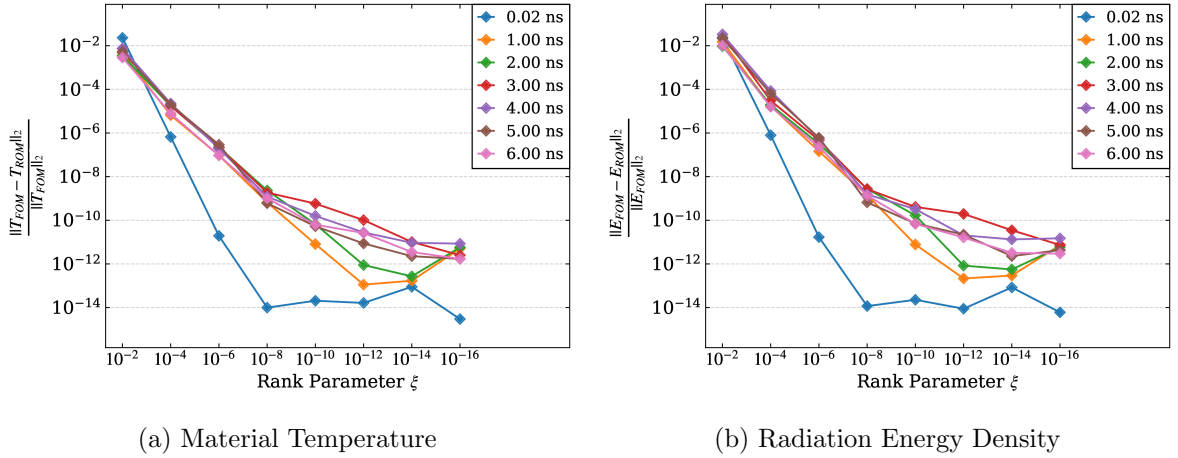 0.02 ns
1.00 ns
2.00 ns
3.00 ns
4.00 ns
5.00 ns
6.00 ns
10⁻²
10⁻⁴
10⁻⁶
10⁻⁸
10⁻¹⁰
10⁻¹²
10⁻¹⁴
||T_FOM − T_ROM||₂
||T_FOM||₂
10⁻² 10⁻⁴ 10⁻⁶ 10⁻⁸ 10⁻¹⁰ 10⁻¹² 10⁻¹⁴ 10⁻¹⁶
Rank Parameter ξ
(a) Material Temperature
0.02 ns
1.00 ns
2.00 ns
3.00 ns
4.00 ns
5.00 ns
6.00 ns
10⁻²
10⁻⁴
10⁻�6
10⁻⁸
10⁻¹⁰
10⁻¹²
10⁻¹⁴
||E_FOM − E_ROM||₂
||E_FOM||₂
10⁻² 10⁻⁴ 10⁻⁶ 10⁻⁸ 10⁻¹⁰ 10⁻¹² 10⁻¹⁴ 10⁻¹⁶
Rank Parameter ξ
(b) Radiation Energy Density